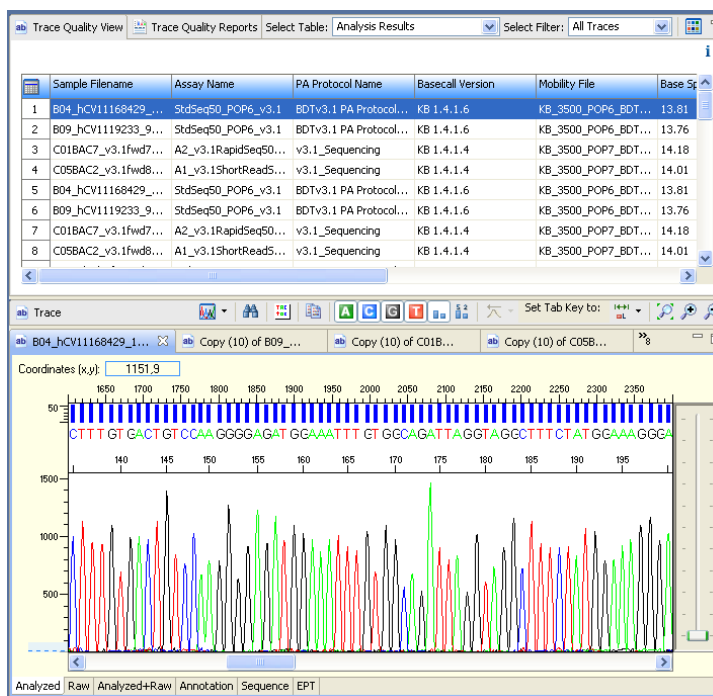 Trace Quality View Trace Quality Reports Select Table: Analysis Results Select Filter: All Traces
Sample Filename Assay Name PA Protocol Name Basecall Version Mobility File Base Sp
1 B04_hCV11168429_... StdSeq50_POP6_v3.1 BDTv3.1 PA Protocol... KB 1.4.1.6 KB_3500_POP6_BDT... 13.81
2 B09_hCV1119233_9... StdSeq50_POP6_v3.1 BDTv3.1 PA Protocol... KB 1.4.1.6 KB_3500_POP6_BDT... 13.76
3 C01BAC7_v3.1fwd7... A2_v3.1RapidSeq50... v3.1_Sequencing KB 1.4.1.4 KB_3500_POP7_BDT... 14.18
4 C05BAC2_v3.1fwd8... A1_v3.1ShortReadS... v3.1_Sequencing KB 1.4.1.4 KB_3500_POP7_BDT... 14.01
5 B04_hCV11168429_... StdSeq50_POP6_v3.1 BDTv3.1 PA Protocol... KB 1.4.1.6 KB_3500_POP6_BDT... 13.81
6 B09_hCV1119233_9... StdSeq50_POP6_v3.1 BDTv3.1 PA Protocol... KB 1.4.1.6 KB_3500_POP6_BDT... 13.76
7 C01BAC7_v3.1fwd7... A2_v3.1RapidSeq50... v3.1_Sequencing KB 1.4.1.4 KB_3500_POP7_BDT... 14.18
8 C05BAC2_v3.1fwd8... A1_v3.1ShortReadS... v3.1_Sequencing KB 1.4.1.4 KB_3500_POP7_BDT... 14.01
Trace A C G T Set Tab Key to:
B04_hCV11168429_1... Copy (10) of B09_... Copy (10) of C01B... Copy (10) of C05B... 8
Coordinates (x,y): 1151,9
1650 1700 1750 1800 1850 1900 1950 2000 2050 2100 2150 2200 2250 2300 2350
50
CTTTGTGACTGTCCAAGGGGAGATGGAAATTTGTGGCAGATTAGGTAGGCTTTCTATGGAAAGGGA
140 145 150 155 160 165 170 175 180 185 190 195
1500
1000
500
Analyzed Raw Analyzed+Raw Annotation Sequence EPT